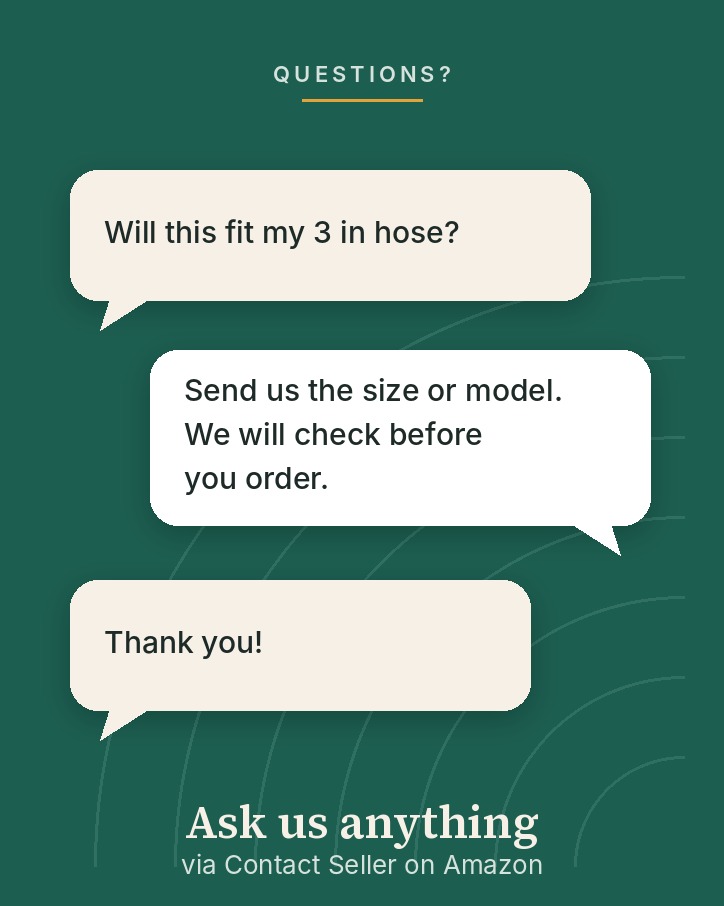 QUESTIONS?
Will this fit my 3 in hose?
Send us the size or model.
We will check before
you order.
Thank you!
Ask us anything
via Contact Seller on Amazon